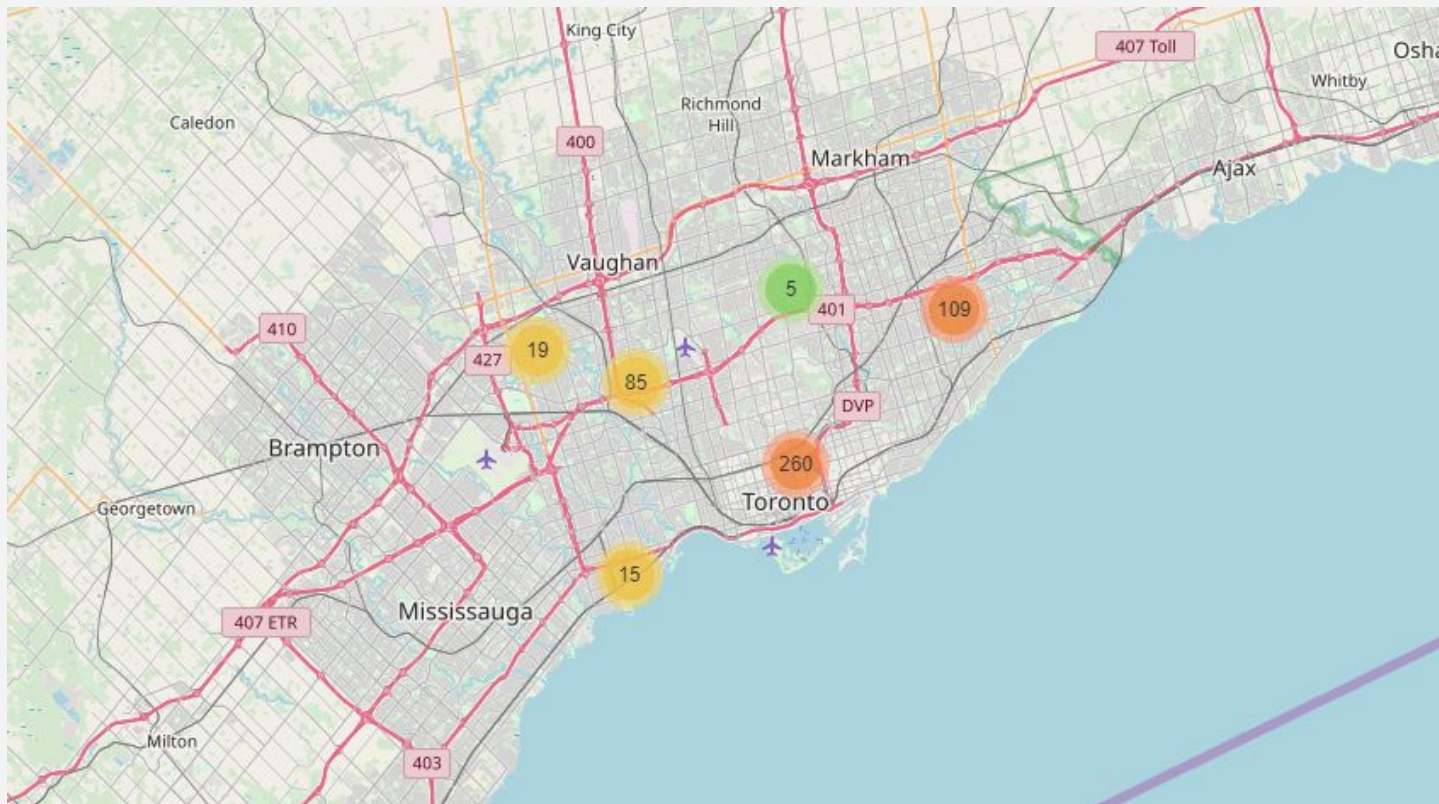 King City
407 Toll
Osha
Whitby
Richmond
Hill
Caledon
400
Markham
Ajax
Vaughan
5
401
109
410
19
427
85
DVP
Brampton
260
Toronto
Georgetown
15
Mississauga
407 ETR
Milton
403